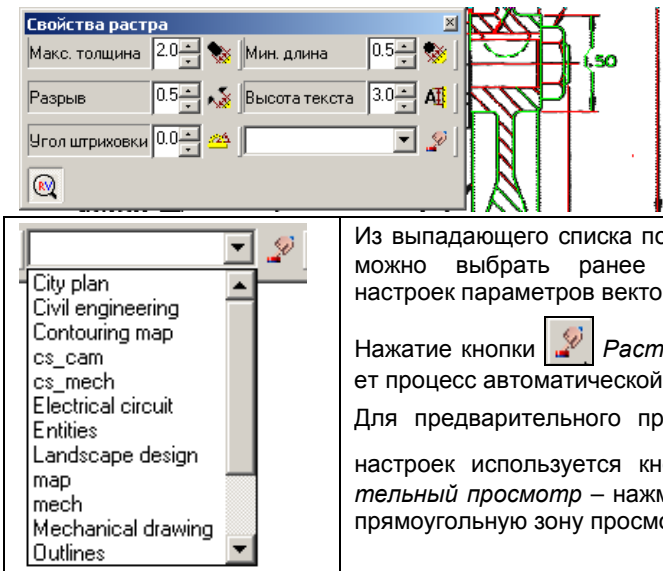 Свойства растра
Макс. толщина 2.0 Мин. длина 0.5
Разрыв 0.5 Высота текста 3.0
Угол штриховки 0.0
RV
1.50
City plan
Civil engineering
Contouring map
cs_cam
cs_mech
Electrical circuit
Entities
Landscape design
map
mech
Mechanical drawing
Outlines
Из выпадающего списка по
можно выбрать ранее
настроек параметров векто
Нажатие кнопки Раст
ет процесс автоматической
Для предварительного пр
настроек используется кн
тельный просмотр – нажм
прямоугольную зону просмо